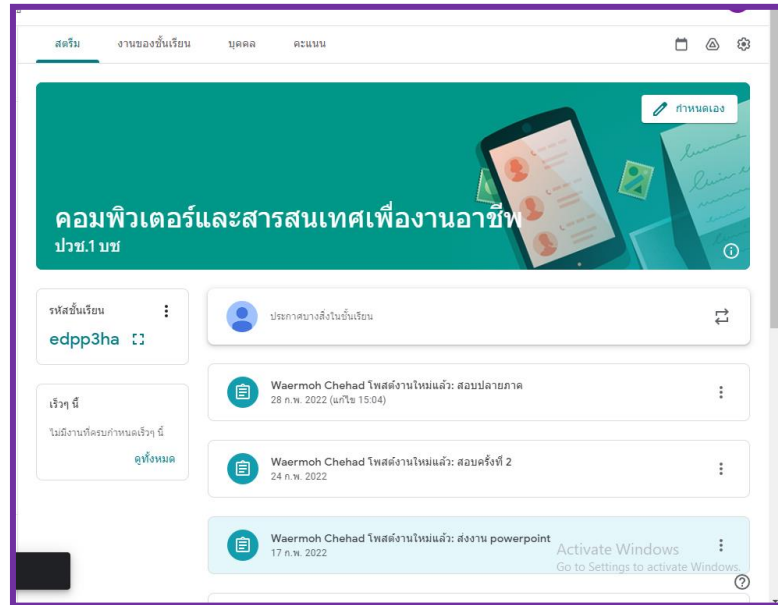 สตรีม
งานของชั้นเรียน
บุคคล
คะแนน
กำหนดเอง
คอมพิวเตอร์และสารสนเทศเพื่องานอาชีพ
ปวช.1 บช
รหัสชั้นเรียน
edpp3ha
ประกาศบางสิ่งในชั้นเรียน
เร็วๆ นี้
ไม่มีงานที่ครบกำหนดเร็วๆ นี้
ดูทั้งหมด
Waermoh Chehad โพสต์งานใหม่แล้ว: สอบปลายภาค
28 ก.พ. 2022 (แก้ไข 15:04)
Waermoh Chehad โพสต์งานใหม่แล้ว: สอบครั้งที่ 2
24 ก.พ. 2022
Waermoh Chehad โพสต์งานใหม่แล้ว: ส่งงาน powerpoint
17 ก.พ. 2022
Activate Windows
Go to Settings to activate Windows.